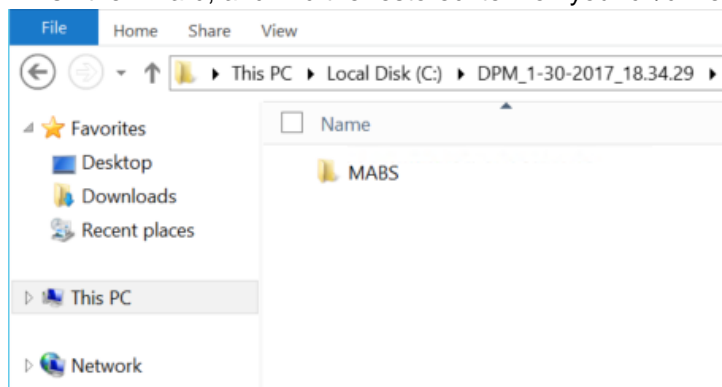 File Home Share View
This PC Local Disk (C:) DPM_1-30-2017_18.34.29
Favorites
Desktop
Downloads
Recent places
This PC
Network
Name
MABS